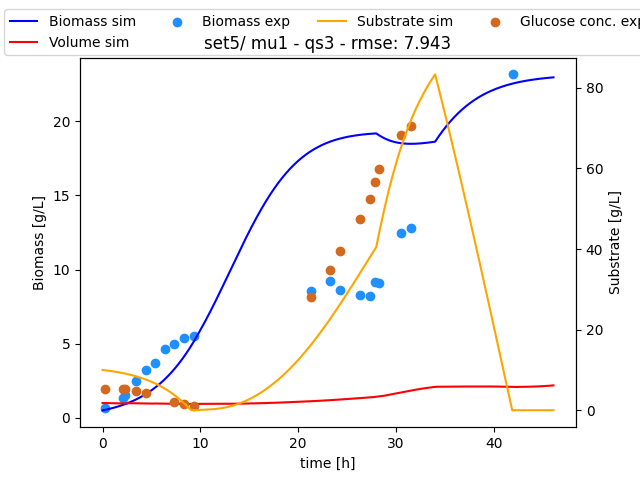 Biomass sim Biomass exp Substrate sim Glucose conc. exp
Volume sim
set5/ mu1 - qs3 - rmse: 7.943
Biomass [g/L]
20
15
10
5
0
80
60
40
20
0
Substrate [g/L]
0 10 20 30 40
time [h]